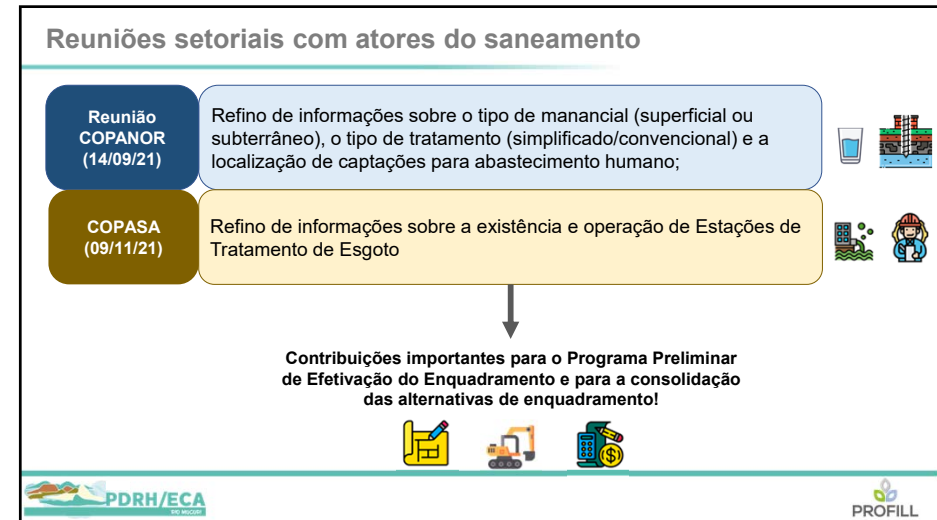 Reuniões setoriais com atores do saneamento
Reunião
COPANOR
(14/09/21)
Refino de informações sobre o tipo de manancial (superficial ou
subterrâneo), o tipo de tratamento (simplificado/convencional) e a
localização de captações para abastecimento humano;
COPASA
(09/11/21)
Refino de informações sobre a existência e operação de Estações de
Tratamento de Esgoto
Contribuições importantes para o Programa Preliminar
de Efetivação do Enquadramento e para a consolidação
das alternativas de enquadramento!
PDRH/ECA
RIO MUCURI
PROFILL